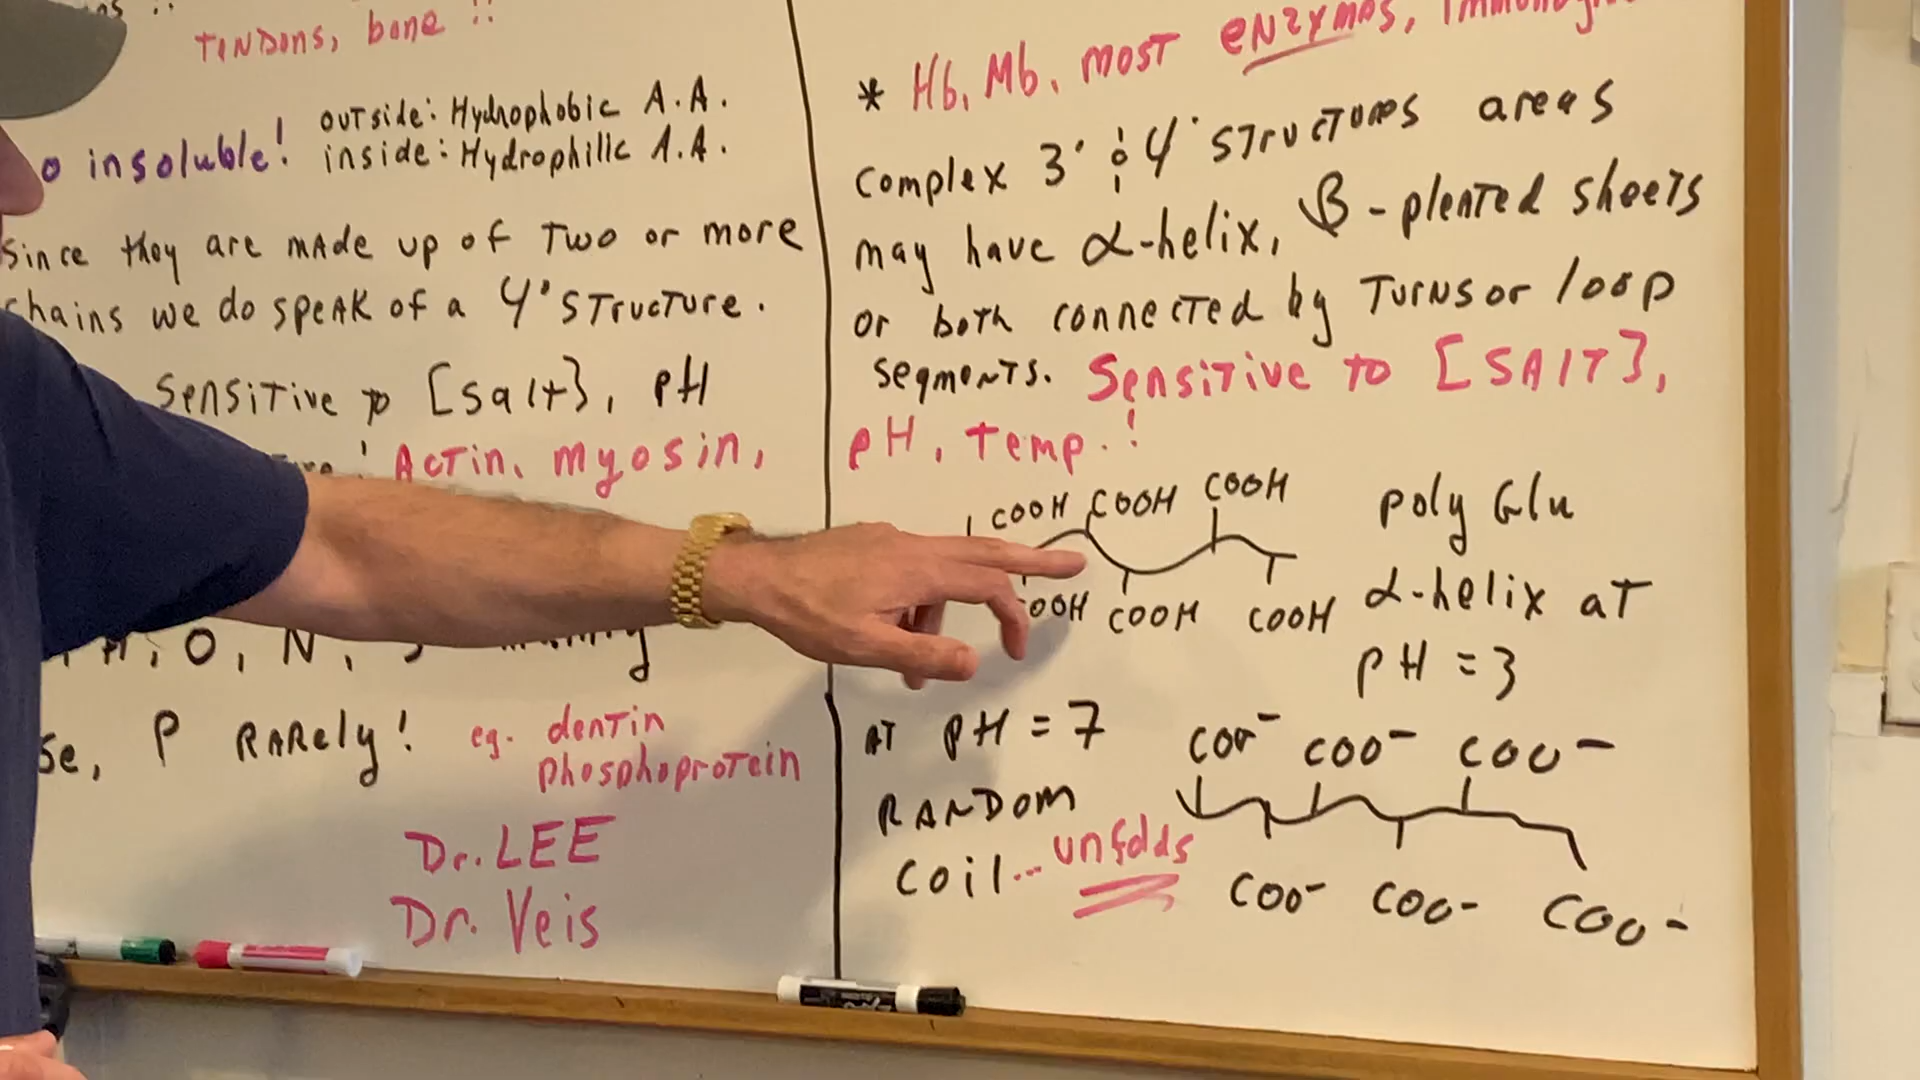 TENDONS, bone !!
o insoluble! outside: Hydrophobic A.A.
inside: Hydrophilic A.A.
Since they are made up of two or more
chains we do speak of a 4° structure.
Sensitive to [salt], pH
! Actin, myosin,
H, O, N, S
Se, P RARely! eg. dentin
phosphoprotein
Dr. LEE
Dr. Veis
* Hb, Mb, most enzymes,
complex 3° & 4° structures areas
may have α-helix, β-pleated sheets
or both connected by Turns or loop
segments. Sensitive to [SAlT],
pH, temp.!
COOH COOH COOH
COOH COOH COOH
poly Glu
α-helix at
pH = 3
AT pH = 7
RANDOM
coil... unfolds
COO- COO- COO-
COO- COO- COO-